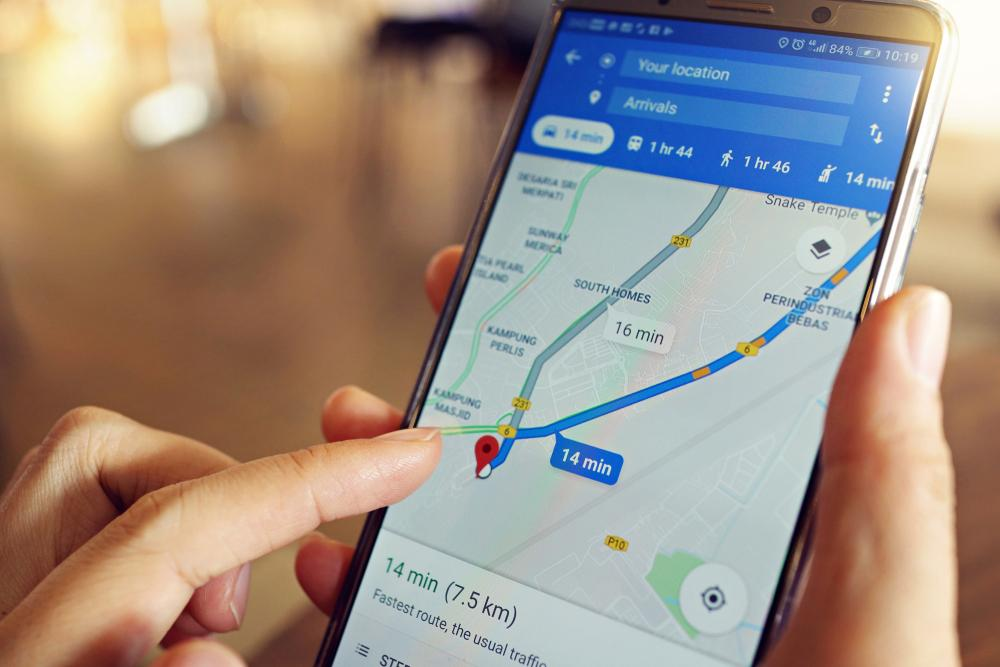 84% 10:19
Your location
Arrivals
14 min 1 hr 44 1 hr 46 14 min
Snake Temple
DESARIA SRI
MERPATI
SUNWAY
MERICA
231
PEARL
ISLAND
SOUTH HOMES
ZON
PERINDUSTRIA
BEBAS
16 min
KAMPUNG
PERLIS
6
KAMPUNG
MASJID
231
6
14 min
P10
14 min (7.5 km)
Fastest route, the usual traffic